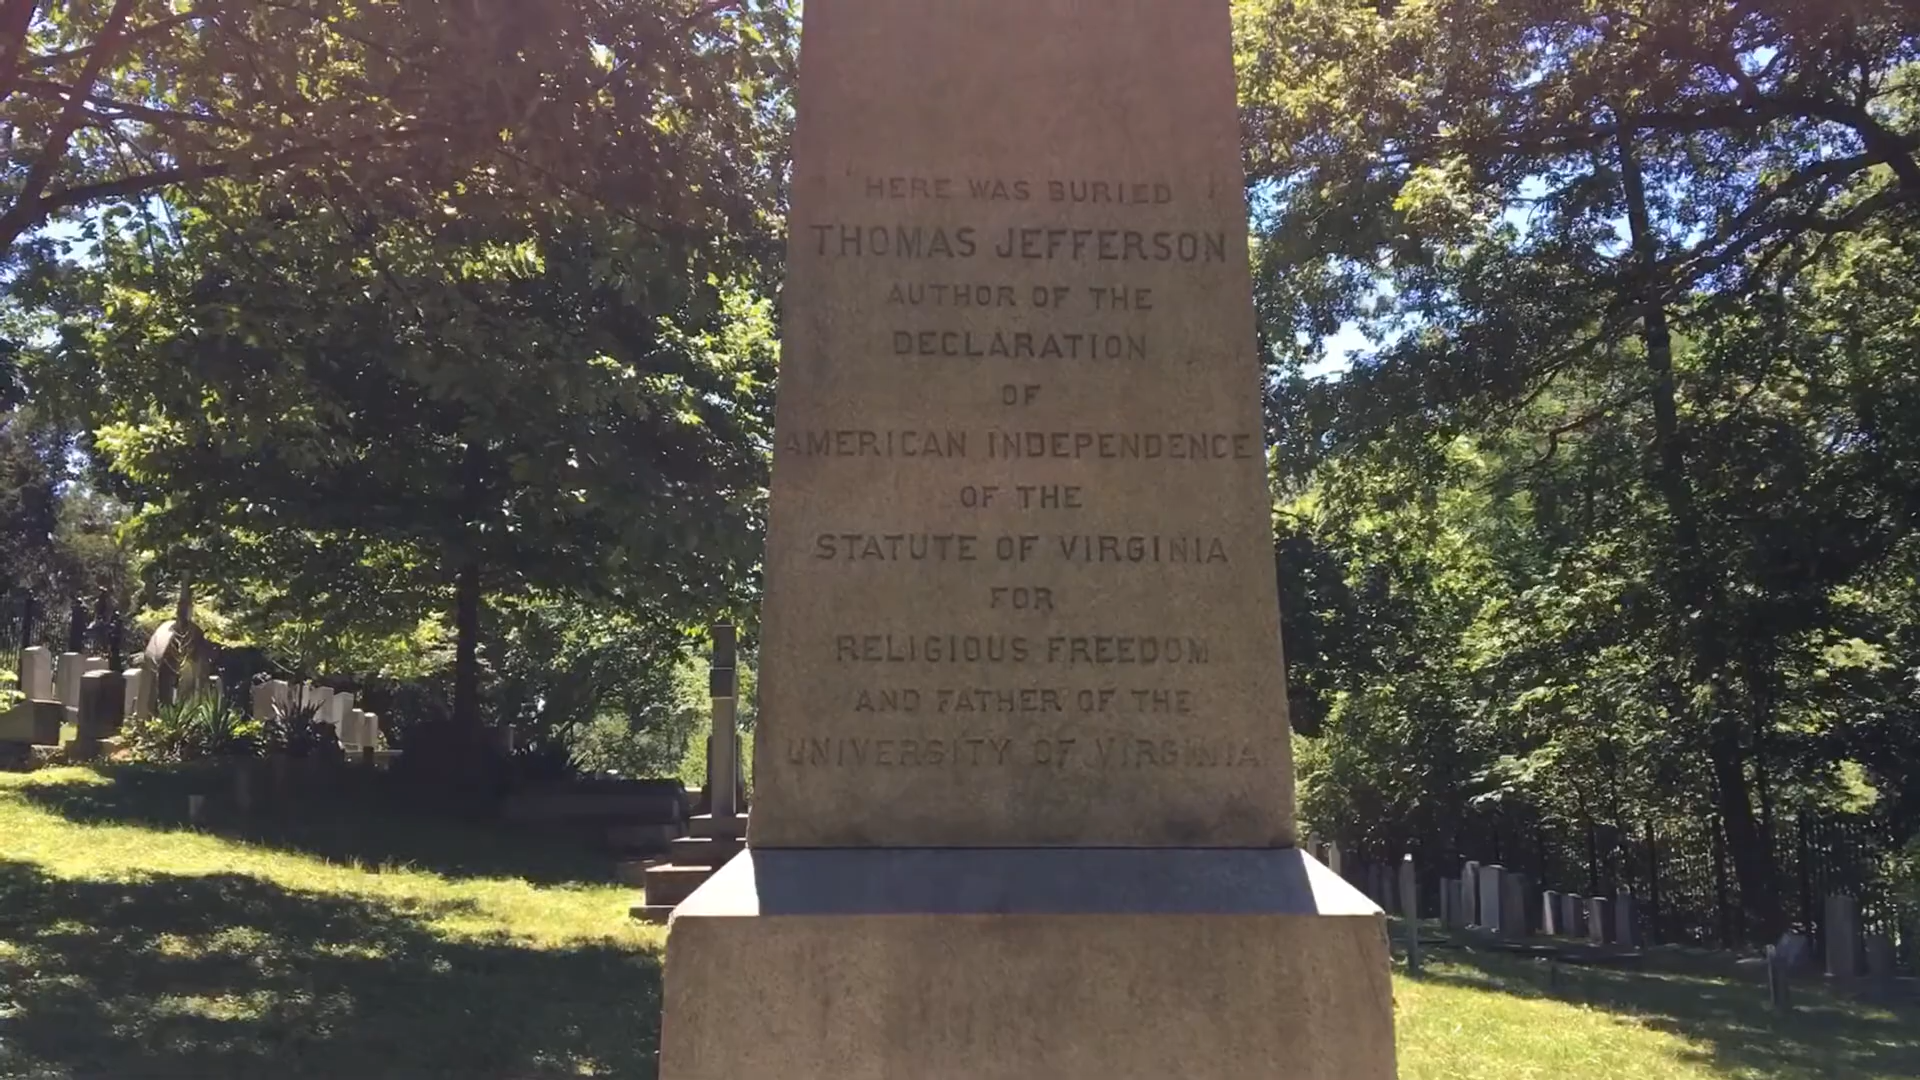 HERE WAS BURIED
THOMAS JEFFERSON
AUTHOR OF THE
DECLARATION
OF
AMERICAN INDEPENDENCE
OF THE
STATUTE OF VIRGINIA
FOR
RELIGIOUS FREEDOM
AND FATHER OF THE
UNIVERSITY OF VIRGINIA